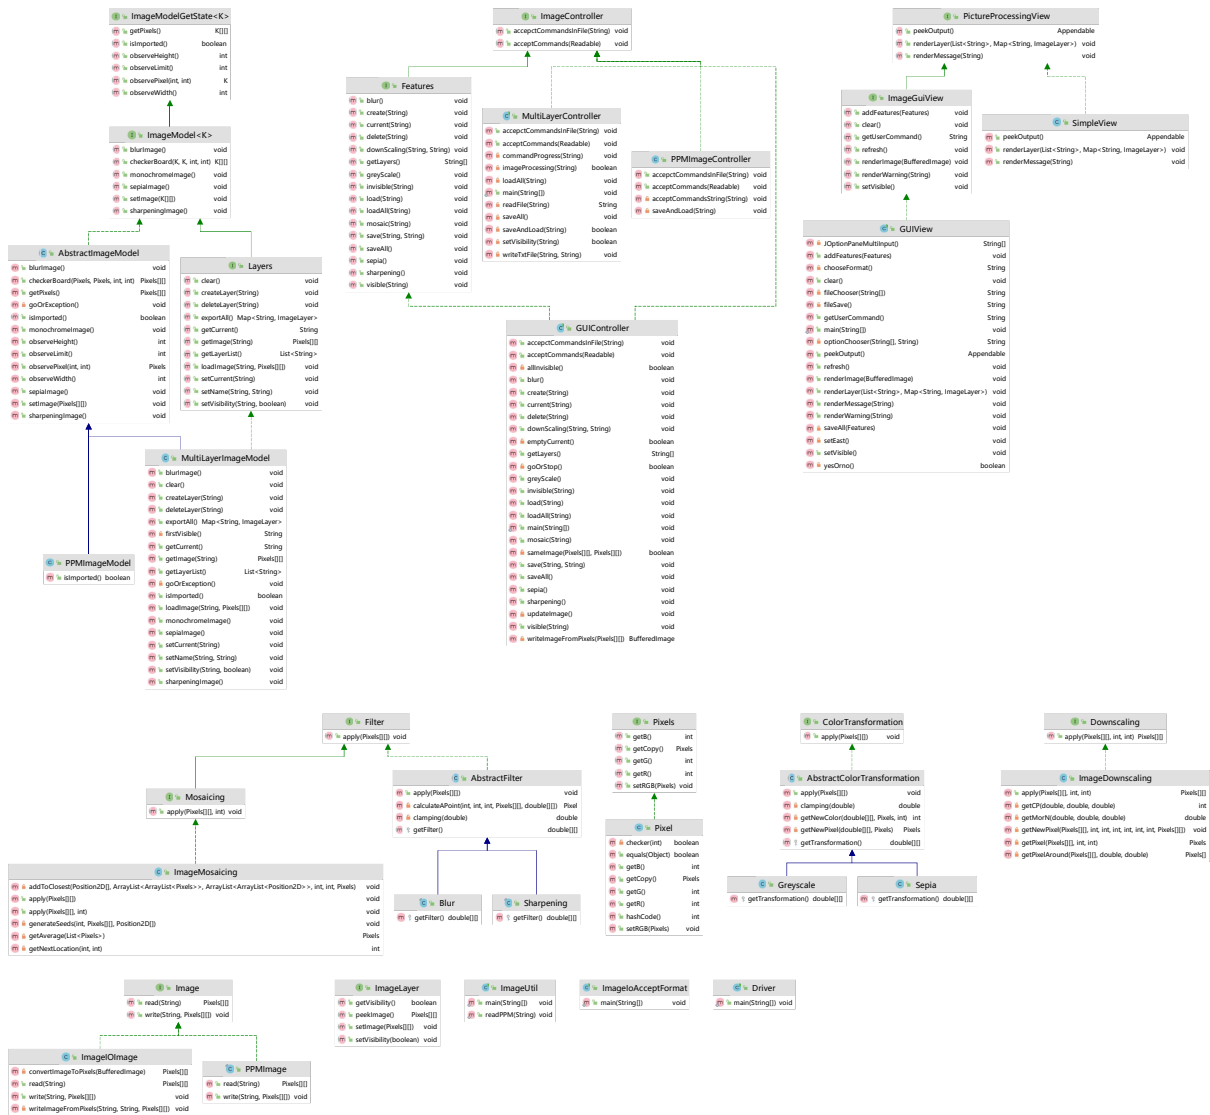 ImageModelGetState<K>
getPixels() K[][]
isImported() boolean
observeHeight() int
observeLimit() int
observePixel(int, int) K
observeWidth() int
ImageModel<K>
blurImage() void
checkerBoard(K, K, int, int) K[][]
monochromeImage() void
sepiaImage() void
setImage(K[][]) void
sharpeningImage() void
AbstractImageModel
blurImage() void
checkerBoard(Pixels, Pixels, int, int) Pixels[][]
getPixels() Pixels[][]
goOrException() void
isImported() boolean
monochromeImage() void
observeHeight() int
observeLimit() int
observePixel(int, int) Pixels
observeWidth() int
sepiaImage() void
setImage(Pixels[][]) void
sharpeningImage() void
Layers
clear() void
createLayer(String) void
deleteLayer(String) void
exportAll() Map<String, ImageLayer>
getCurrent() String
getImage(String) Pixels[][]
getLayerList() List<String>
loadImage(String, Pixels[][]) void
setCurrent(String) void
setName(String, String) void
setVisibility(String, boolean) void
PPMImageModel
isImported() boolean
MultiLayerImageModel
blurImage() void
clear() void
createLayer(String) void
deleteLayer(String) void
exportAll() Map<String, ImageLayer>
firstVisible() String
getCurrent() String
getImage(String) Pixels[][]
getLayerList() List<String>
goOrException() void
isImported() boolean
loadImage(String, Pixels[][]) void
monochromeImage() void
sepiaImage() void
setCurrent(String) void
setName(String, String) void
setVisibility(String, boolean) void
sharpeningImage() void
ImageController
accepctCommandsInFile(String) void
acceptCommands(Readable) void
Features
blur() void
create(String) void
current(String) void
delete(String) void
downScaling(String, String) void
getLayers() String[]
greyScale() void
invisible(String) void
load(String) void
loadAll(String) void
mosaic(String) void
save(String, String) void
saveAll() void
sepia() void
sharpening() void
visible(String) void
MultiLayerController
accepctCommandsInFile(String) void
acceptCommands(Readable) void
commandProgress(String) void
imageProcessing(String) boolean
loadAll(String) void
main(String[]) void
readFile(String) String
saveAll() void
saveAndLoad(String) boolean
setVisibility(String) boolean
writeTxtFile(String, String) void
PPMImageController
accepctCommandsInFile(String) void
acceptCommands(Readable) void
acceptCommandsString(String) void
saveAndLoad(String) void
GUIController
accepctCommandsInFile(String) void
acceptCommands(Readable) void
allInvisible() boolean
blur() void
create(String) void
current(String) void
delete(String) void
downScaling(String, String) void
emptyCurrent() boolean
getLayers() String[]
goOrStop() boolean
greyScale() void
invisible(String) void
load(String) void
loadAll(String) void
main(String[]) void
mosaic(String) void
sameImage(Pixels[][], Pixels[][]) boolean
save(String, String) void
saveAll() void
sepia() void
sharpening() void
updateImage() void
visible(String) void
writeImageFromPixels(Pixels[][]) BufferedImage
PictureProcessingView
peekOutput() Appendable
renderLayer(List<String>, Map<String, ImageLayer>) void
renderMessage(String) void
ImageGuiView
addFeatures(Features) void
clear() void
getUserCommand() String
refresh() void
renderImage(BufferedImage) void
renderWarning(String) void
setVisible() void
SimpleView
peekOutput() Appendable
renderLayer(List<String>, Map<String, ImageLayer>) void
renderMessage(String) void
GUIView
JOptionPaneMultiInput() String[]
addFeatures(Features) void
chooseFormat() String
clear() void
fileChooser(String[]) String
fileSave() String
getUserCommand() String
main(String[]) void
optionChooser(String[], String) String
peekOutput() Appendable
refresh() void
renderImage(BufferedImage) void
renderLayer(List<String>, Map<String, ImageLayer>) void
renderMessage(String) void
renderWarning(String) void
saveAll(Features) void
setEast() void
setVisible() void
yesOrno() boolean
Filter
apply(Pixels[][]) void
Mosaicing
apply(Pixels[][], int) void
AbstractFilter
apply(Pixels[][]) void
calculateAPoint(int, int, int, Pixels[][], double[][]) Pixel
clamping(double) double
getFilter() double[][]
ImageMosaicing
addToClosest(Position2D[], ArrayList<ArrayList<Pixels>>, ArrayList<ArrayList<Position2D>>, int, int, Pixels) void
apply(Pixels[][]) void
apply(Pixels[][], int) void
generateSeeds(int, Pixels[][], Position2D[]) void
getAverage(List<Pixels>) Pixels
getNextLocation(int, int) int
Blur
getFilter() double[][]
Sharpening
getFilter() double[][]
Pixels
getB() int
getCopy() Pixels
getG() int
getR() int
setRGB(Pixels) void
Pixel
checker(int) boolean
equals(Object) boolean
getB() int
getCopy() Pixels
getG() int
getR() int
hashCode() int
setRGB(Pixels) void
ColorTransformation
apply(Pixels[][]) void
AbstractColorTransformation
apply(Pixels[][]) void
clamping(double) double
getNewColor(double[][], Pixels, int) int
getNewPixel(double[][], Pixels) Pixels
getTransformation() double[][]
Greyscale
getTransformation() double[][]
Sepia
getTransformation() double[][]
Downscaling
apply(Pixels[][], int, int) Pixels[][]
ImageDownscaling
apply(Pixels[][], int, int) Pixels[][]
getCP(double, double, double) int
getMorN(double, double, double) double
getNewPixel(Pixels[][], int, int, int, int, int, int, Pixels[][]) void
getPixel(Pixels[][], int, int) Pixels
getPixelAround(Pixels[][], double, double) Pixels[]
Image
read(String) Pixels[][]
write(String, Pixels[][]) void
ImageIOImage
convertImageToPixels(BufferedImage) Pixels[][]
read(String) Pixels[][]
write(String, Pixels[][]) void
writeImageFromPixels(String, String, Pixels[][]) void
PPMImage
read(String) Pixels[][]
write(String, Pixels[][]) void
ImageLayer
getVisibility() boolean
peekImage() Pixels[][]
setImage(Pixels[][]) void
setVisibility(boolean) void
ImageUtil
main(String[]) void
readPPM(String) void
ImageIoAcceptFormat
main(String[]) void
Driver
main(String[]) void